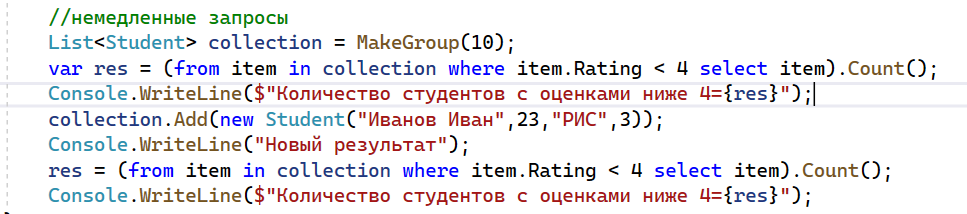 //немедленные запросы
List<Student> collection = MakeGroup(10);
var res = (from item in collection where item.Rating < 4 select item).Count();
Console.WriteLine($"Количество студентов с оценками ниже 4={res}");
collection.Add(new Student("Иванов Иван",23,"РИС",3));
Console.WriteLine("Новый результат");
res = (from item in collection where item.Rating < 4 select item).Count();
Console.WriteLine($"Количество студентов с оценками ниже 4={res}");